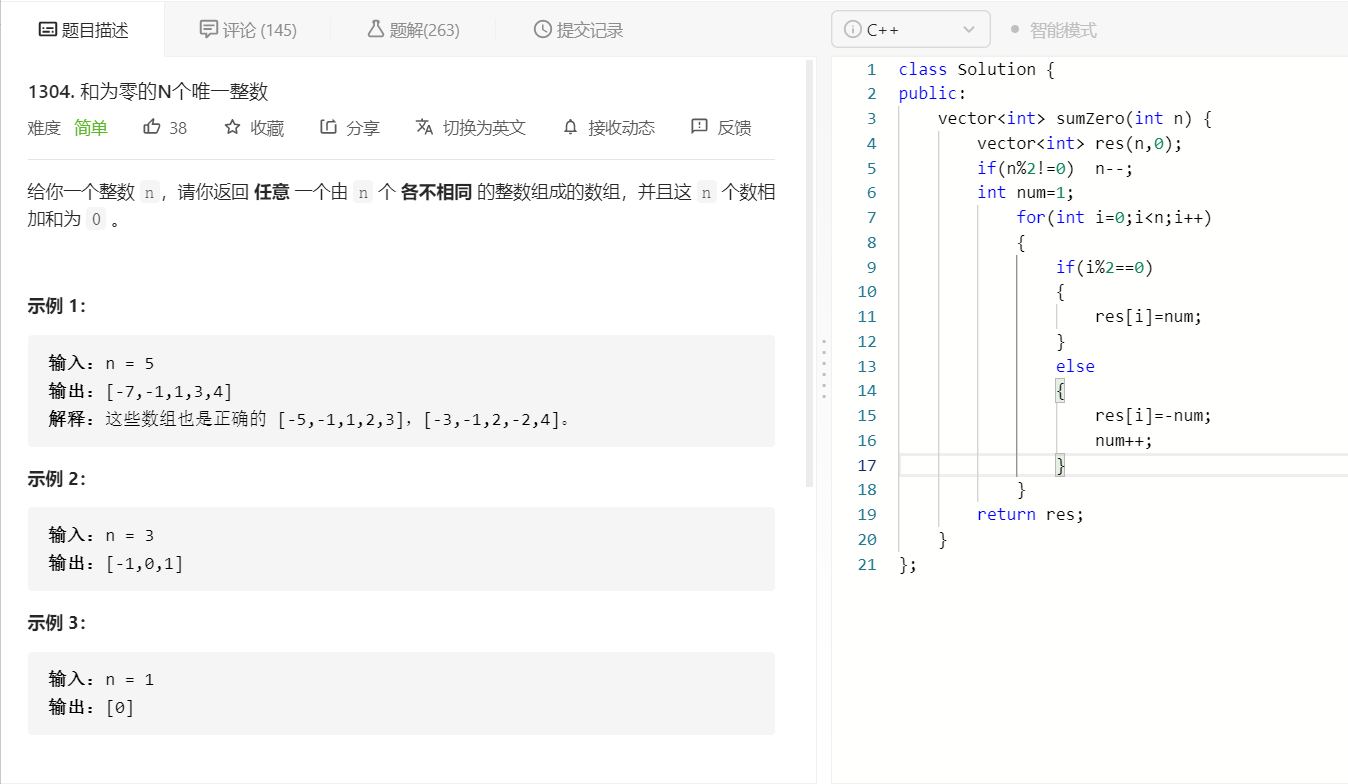 题目描述
评论 (145)
题解(263)
提交记录
1304. 和为零的N个唯一整数
难度 简单 38 收藏 分享 切换为英文 接收动态 反馈
给你一个整数 n，请你返回 任意 一个由 n 个 各不相同 的整数组成的数组，并且这 n 个数相
加和为 0 。
示例 1：
输入：n = 5
输出：[-7,-1,1,3,4]
解释：这些数组也是正确的 [-5,-1,1,2,3]，[-3,-1,2,-2,4]。
示例 2：
输入：n = 3
输出：[-1,0,1]
示例 3：
输入：n = 1
输出：[0]
C++
智能模式
1 class Solution {
2 public:
3 vector<int> sumZero(int n) {
4 vector<int> res(n,0);
5 if(n%2!=0) n--;
6 int num=1;
7 for(int i=0;i<n;i++)
8 {
9 if(i%2==0)
10 {
11 res[i]=num;
12 }
13 else
14 {
15 res[i]=-num;
16 num++;
17 }
18 }
19 return res;
20 }
21 };